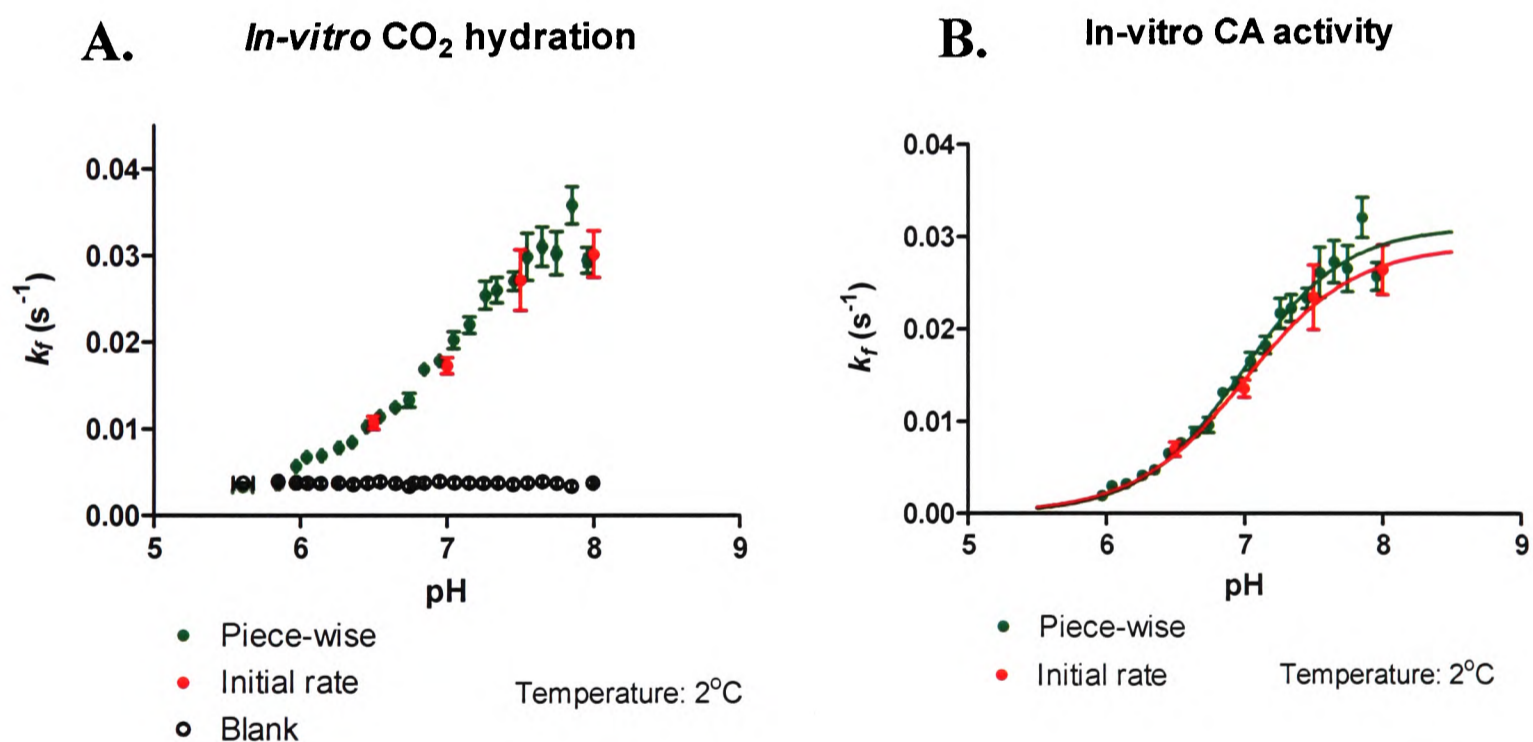 A.
In-vitro CO2 hydration
0.04
0.03
0.02
0.01
0.00
kf (s-1)
5 6 7 8 9
pH
Piece-wise
Initial rate
Blank
Temperature: 2oC
B.
In-vitro CA activity
0.04
0.03
0.02
0.01
0.00
kf (s-1)
5 6 7 8 9
pH
Piece-wise
Initial rate
Temperature: 2oC